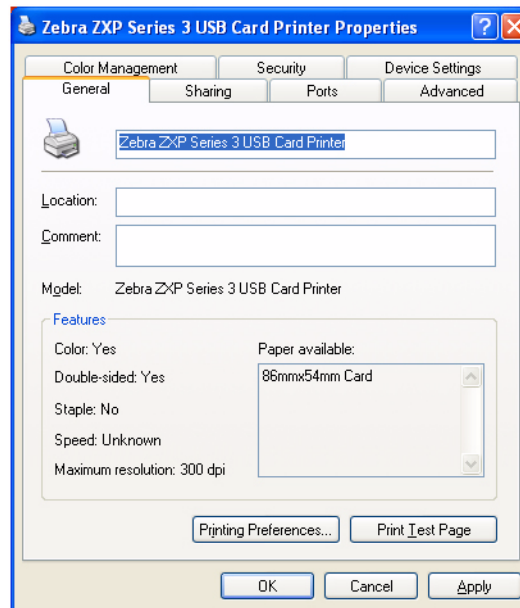 Zebra ZXP Series 3 USB Card Printer Properties
Color Management Security Device Settings
General Sharing Ports Advanced
Zebra ZXP Series 3 USB Card Printer
Location:
Comment:
Model: Zebra ZXP Series 3 USB Card Printer
Features
Color: Yes Paper available:
Double-sided: Yes 86mmx54mm Card
Staple: No
Speed: Unknown
Maximum resolution: 300 dpi
Printing Preferences... Print Test Page
OK Cancel Apply